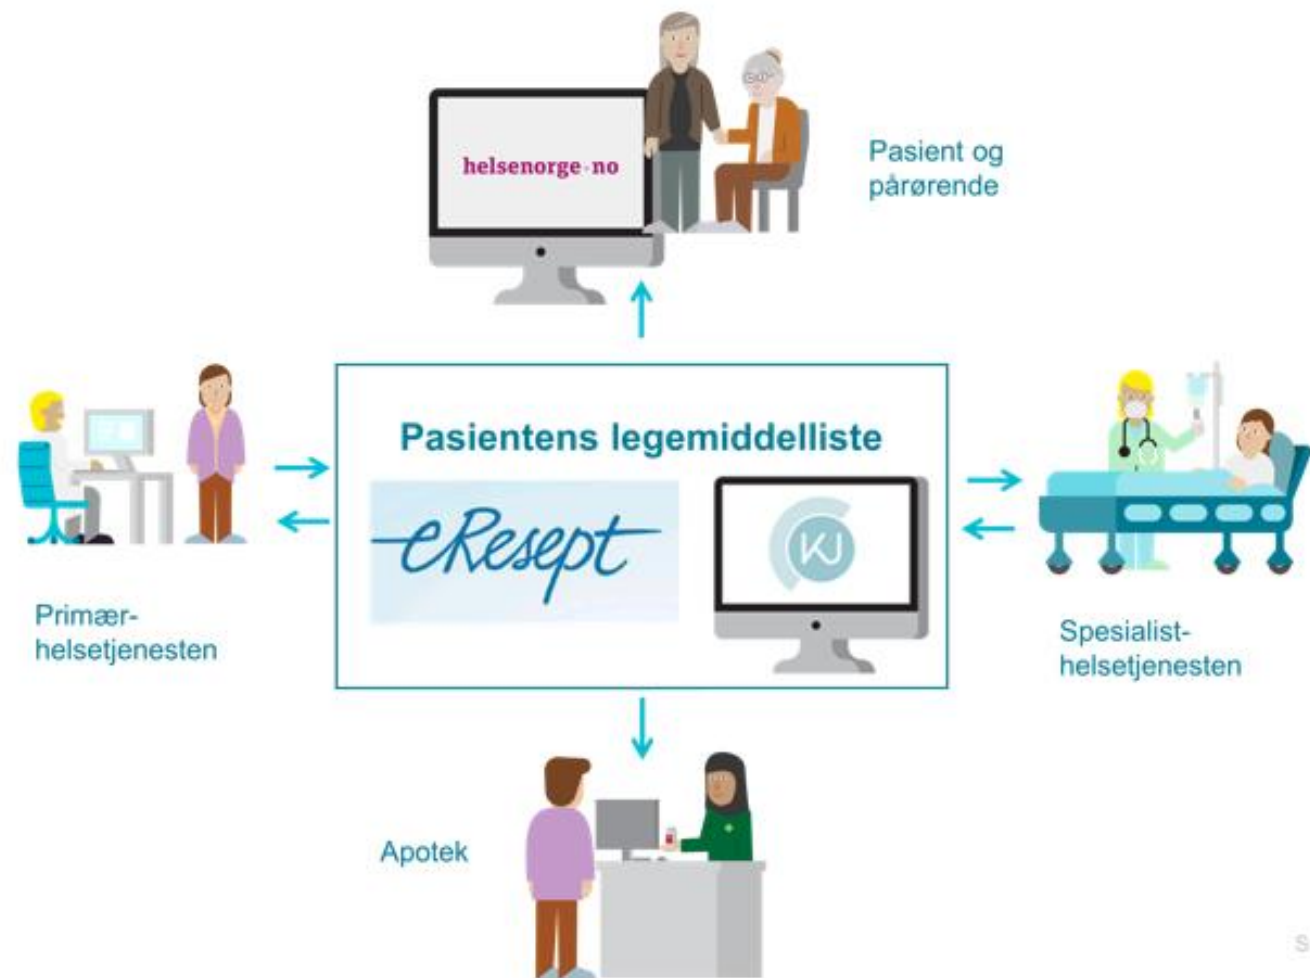 helsenorge.no
Pasient og
pårørende
Pasientens legemiddelliste
eResept
KJ
Primær-
helsetjenesten
Spesialist-
helsetjenesten
Apotek
S